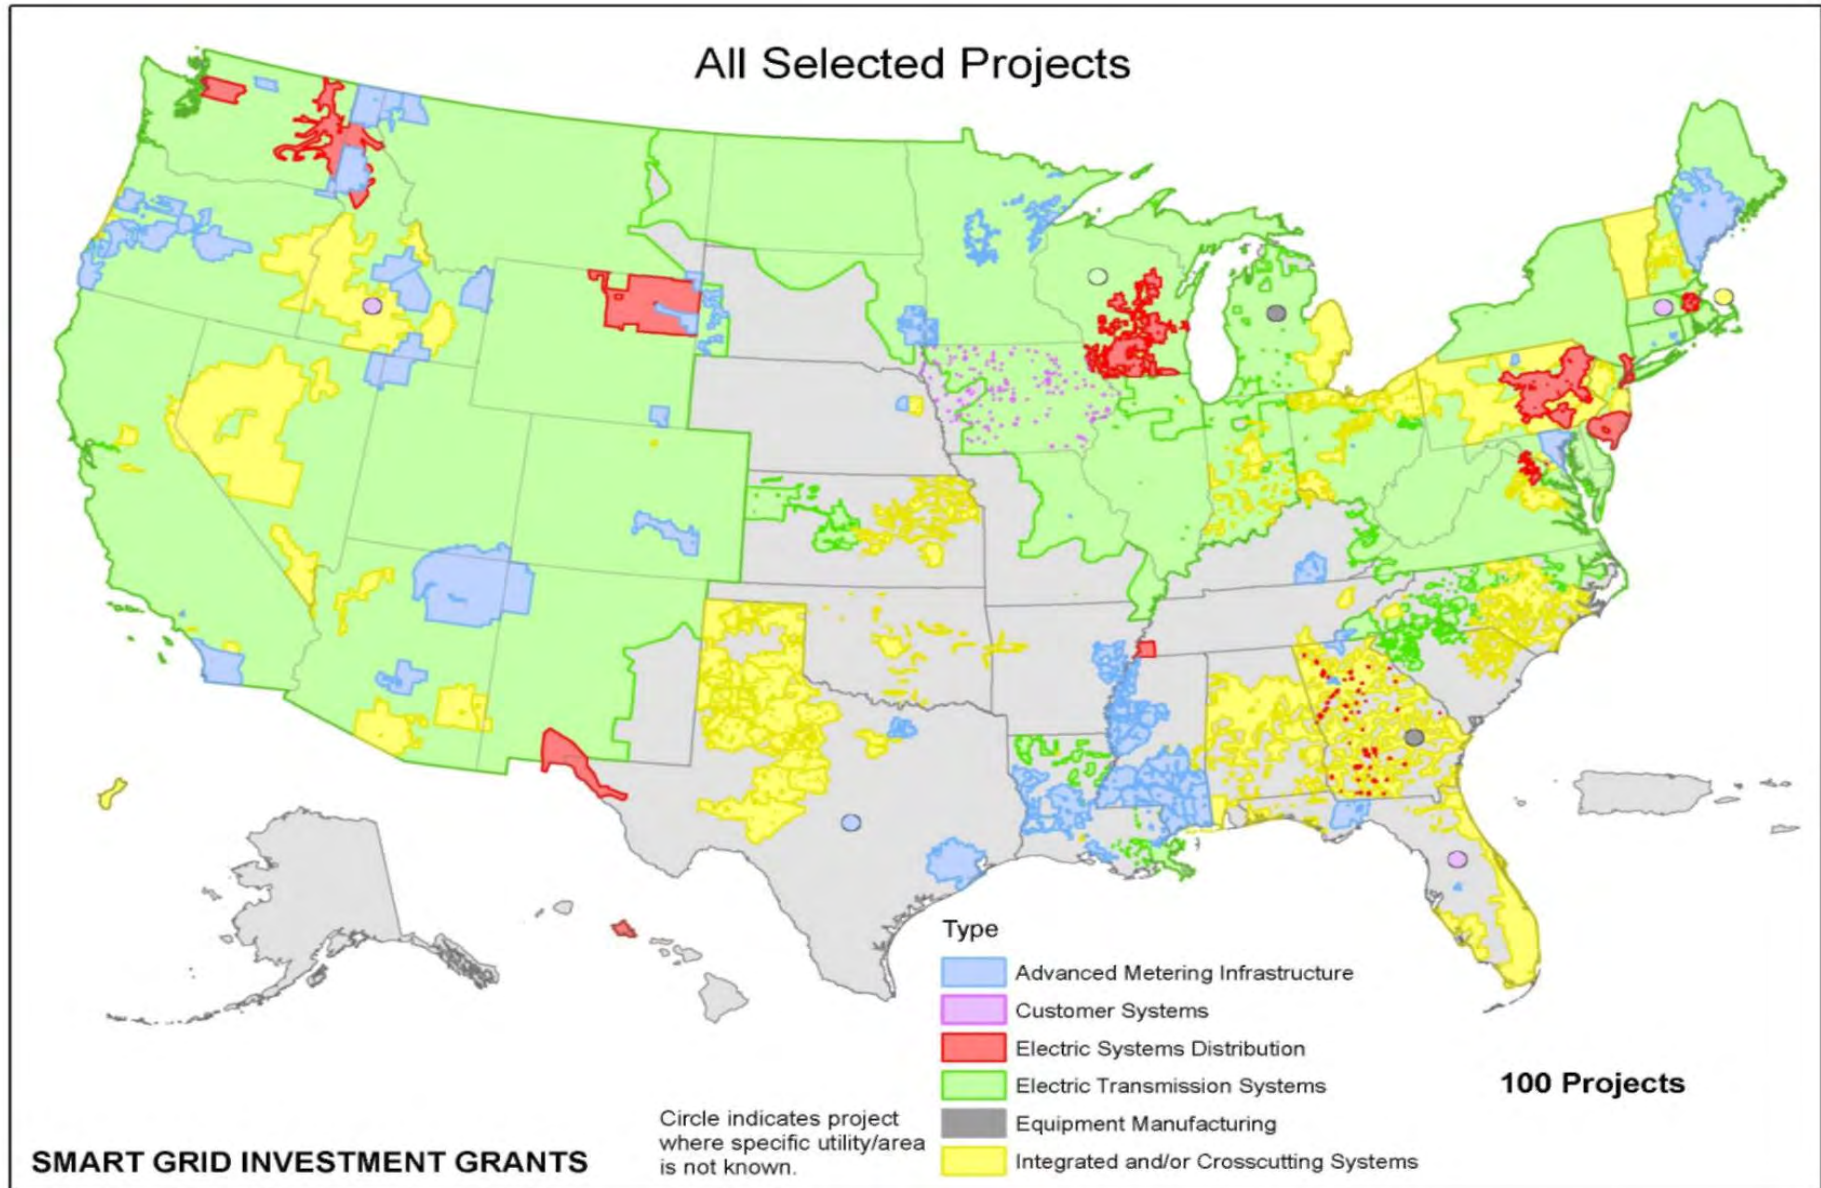 All Selected Projects
Type
Advanced Metering Infrastructure
Customer Systems
Electric Systems Distribution
Electric Transmission Systems
Equipment Manufacturing
Integrated and/or Crosscutting Systems
100 Projects
Circle indicates project
where specific utility/area
is not known.
SMART GRID INVESTMENT GRANTS